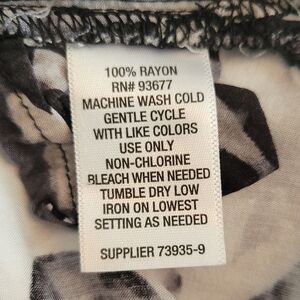 100% RAYON
RN# 93677
MACHINE WASH COLD
GENTLE CYCLE
WITH LIKE COLORS
USE ONLY
NON-CHLORINE
BLEACH WHEN NEEDED
TUMBLE DRY LOW
IRON ON LOWEST
SETTING AS NEEDED
SUPPLIER 73935-9